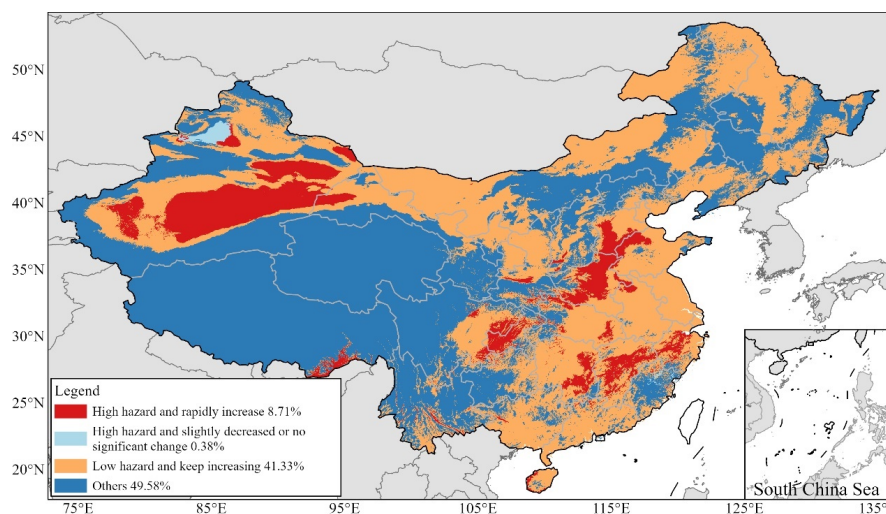 50°N
45°N
40°N
35°N
30°N
25°N
20°N
Legend
High hazard and rapidly increase 8.71%
High hazard and slightly decreased or no
significant change 0.38%
Low hazard and keep increasing 41.33%
Others 49.58%
South China Sea
75°E 85°E 95°E 105°E 115°E 125°E 135°E